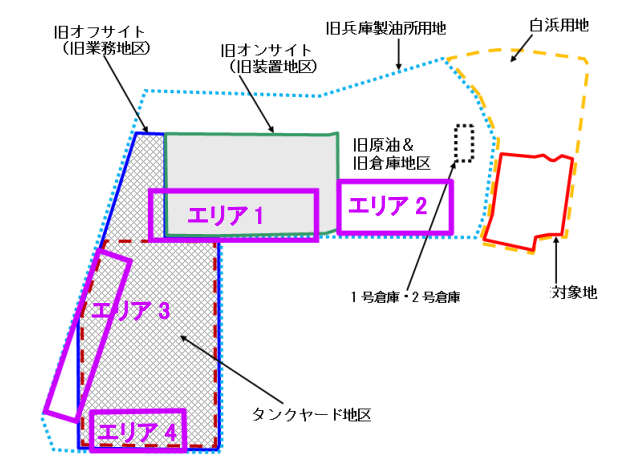 旧オフサイト
（旧業務地区）
旧オンサイト
（旧装置地区）
旧兵庫製油所用地
白浜用地
旧原油＆
旧倉庫地区
エリア 1
エリア 2
エリア 3
エリア 4
1号倉庫・2号倉庫
対象地
タンクヤード地区